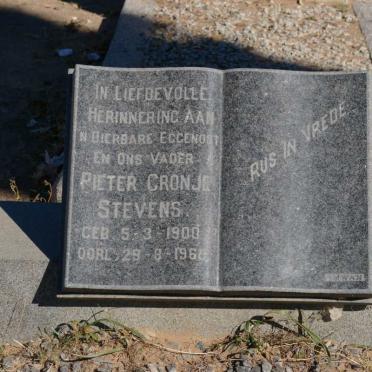 IN LIEFDEVOLLE
HERINNERING AAN
'N DIERBARE EGGENOOT
EN ONS VADER
PIETER CRONJE
STEVENS.
GEB. 5-3-1900
OORL. 29-8-1968
RUS IN VREDE